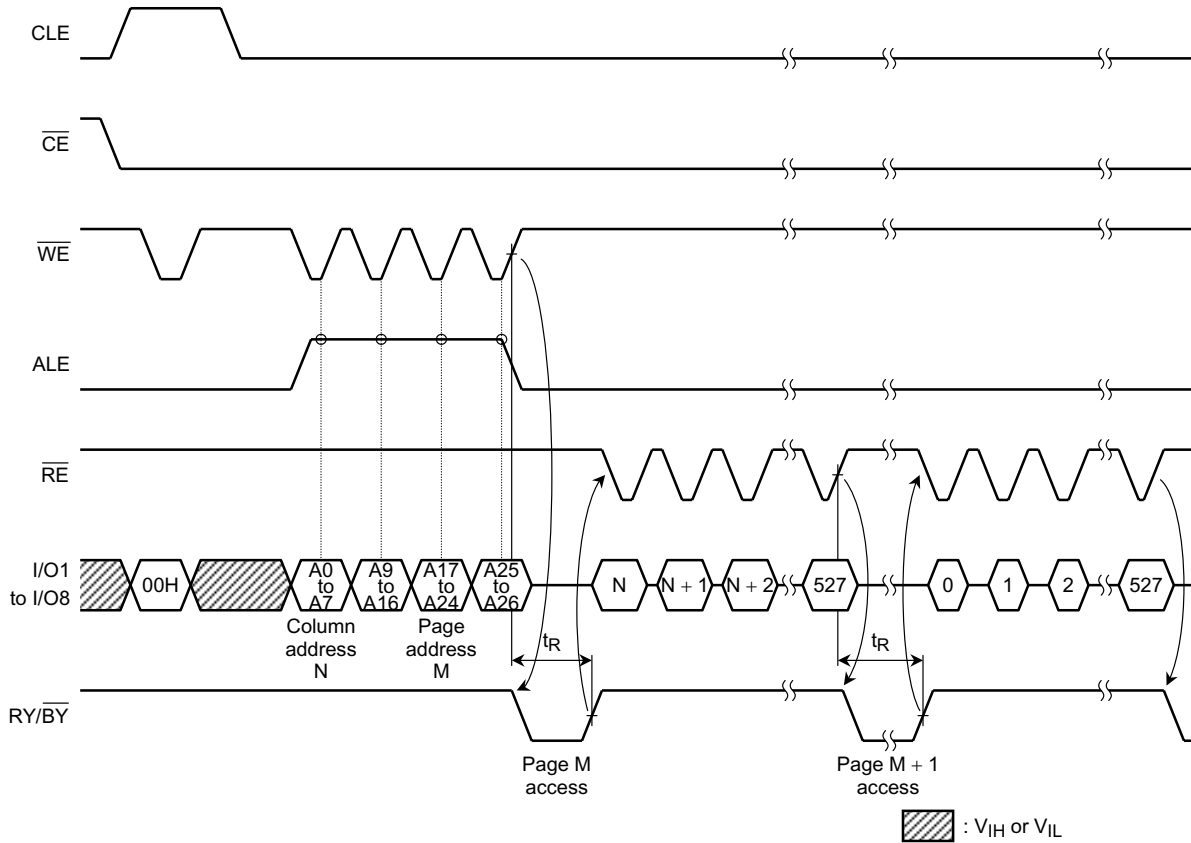 CLE
CE
WE
ALE
RE
I/O1
to I/O8
00H
A0
to
A7
A9
to
A16
A17
to
A24
A25
to
A26
N
N + 1
N + 2
527
0
1
2
527
Column
address
N
Page
address
M
tR
tR
RY/BY
Page M
access
Page M + 1
access
: VIH or VIL